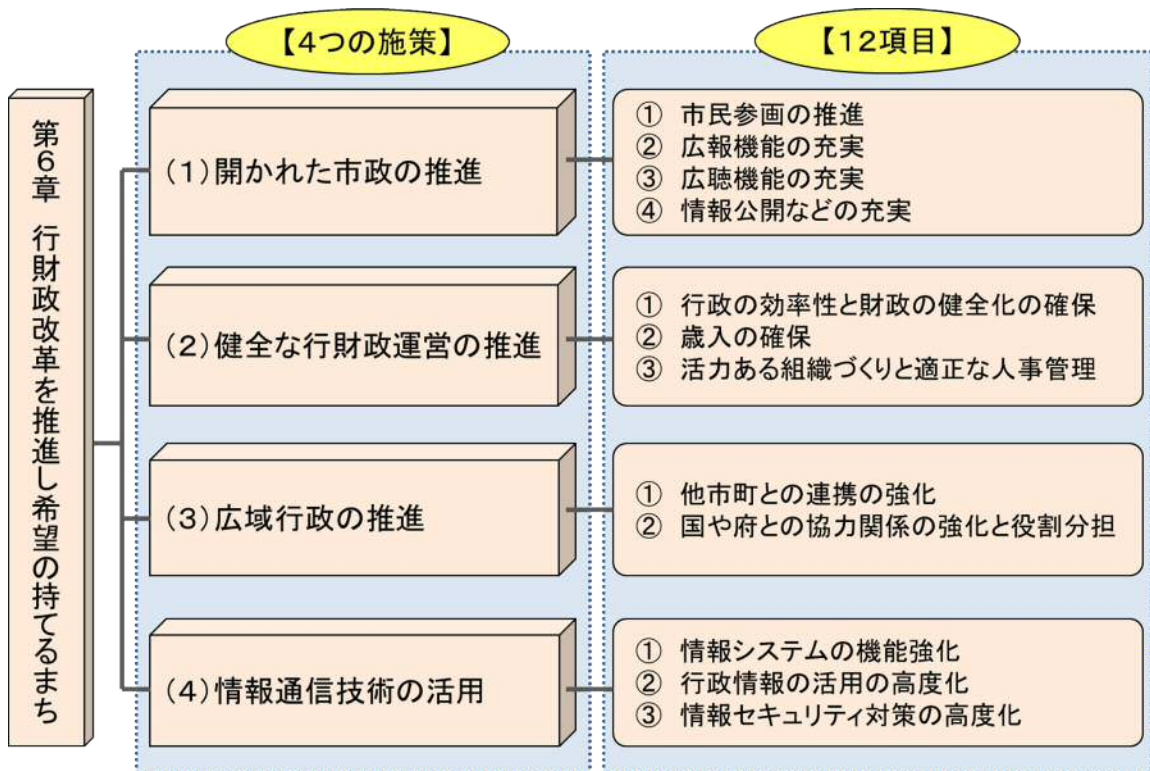 【4つの施策】
【12項目】
第6章 行財政改革を推進し希望の持てるまち
(1)開かれた市政の推進
① 市民参画の推進
② 広報機能の充実
③ 広聴機能の充実
④ 情報公開などの充実
(2)健全な行財政運営の推進
① 行政の効率性と財政の健全化の確保
② 歳入の確保
③ 活力ある組織づくりと適正な人事管理
(3)広域行政の推進
① 他市町との連携の強化
② 国や府との協力関係の強化と役割分担
(4)情報通信技術の活用
① 情報システムの機能強化
② 行政情報の活用の高度化
③ 情報セキュリティ対策の高度化